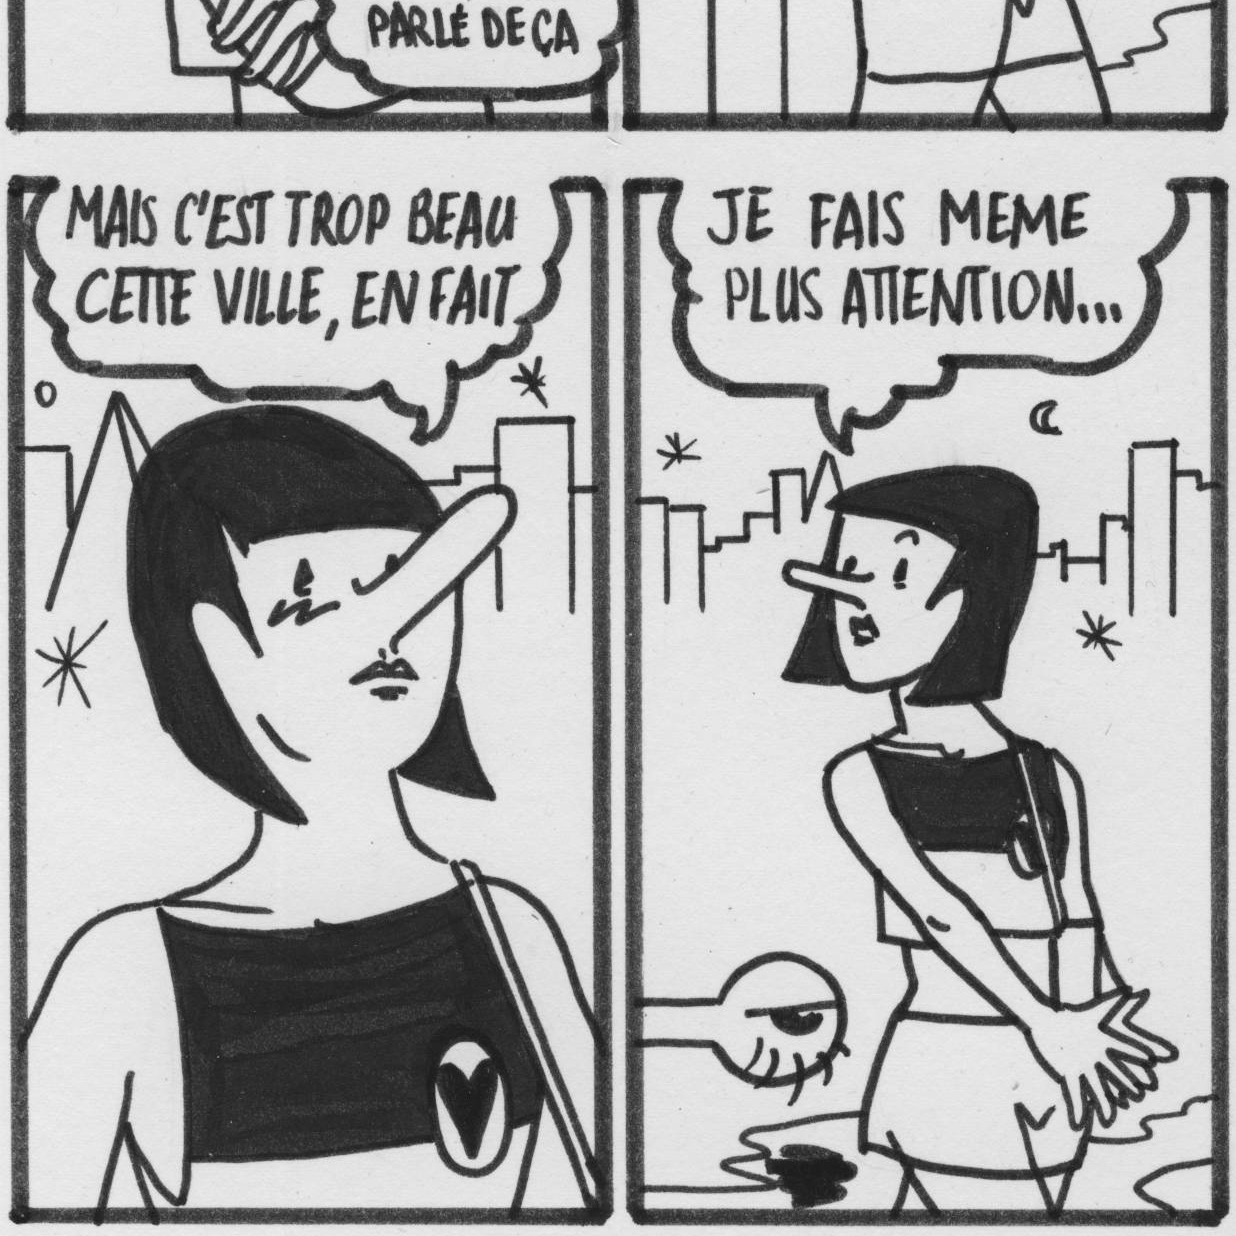 PARLÉ DE ÇA
MAIS C'EST TROP BEAU
CETTE VILLE, EN FAIT
JE FAIS MEME
PLUS ATTENTION...